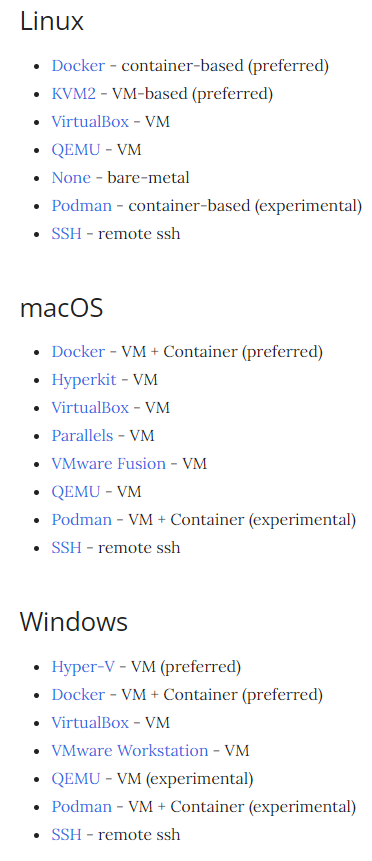 Linux
• Docker - container-based (preferred)
• KVM2 - VM-based (preferred)
• VirtualBox - VM
• QEMU - VM
• None - bare-metal
• Podman - container-based (experimental)
• SSH - remote ssh
macOS
• Docker - VM + Container (preferred)
• Hyperkit - VM
• VirtualBox - VM
• Parallels - VM
• VMware Fusion - VM
• QEMU - VM
• Podman - VM + Container (experimental)
• SSH - remote ssh
Windows
• Hyper-V - VM (preferred)
• Docker - VM + Container (preferred)
• VirtualBox - VM
• VMware Workstation - VM
• QEMU - VM (experimental)
• Podman - VM + Container (experimental)
• SSH - remote ssh